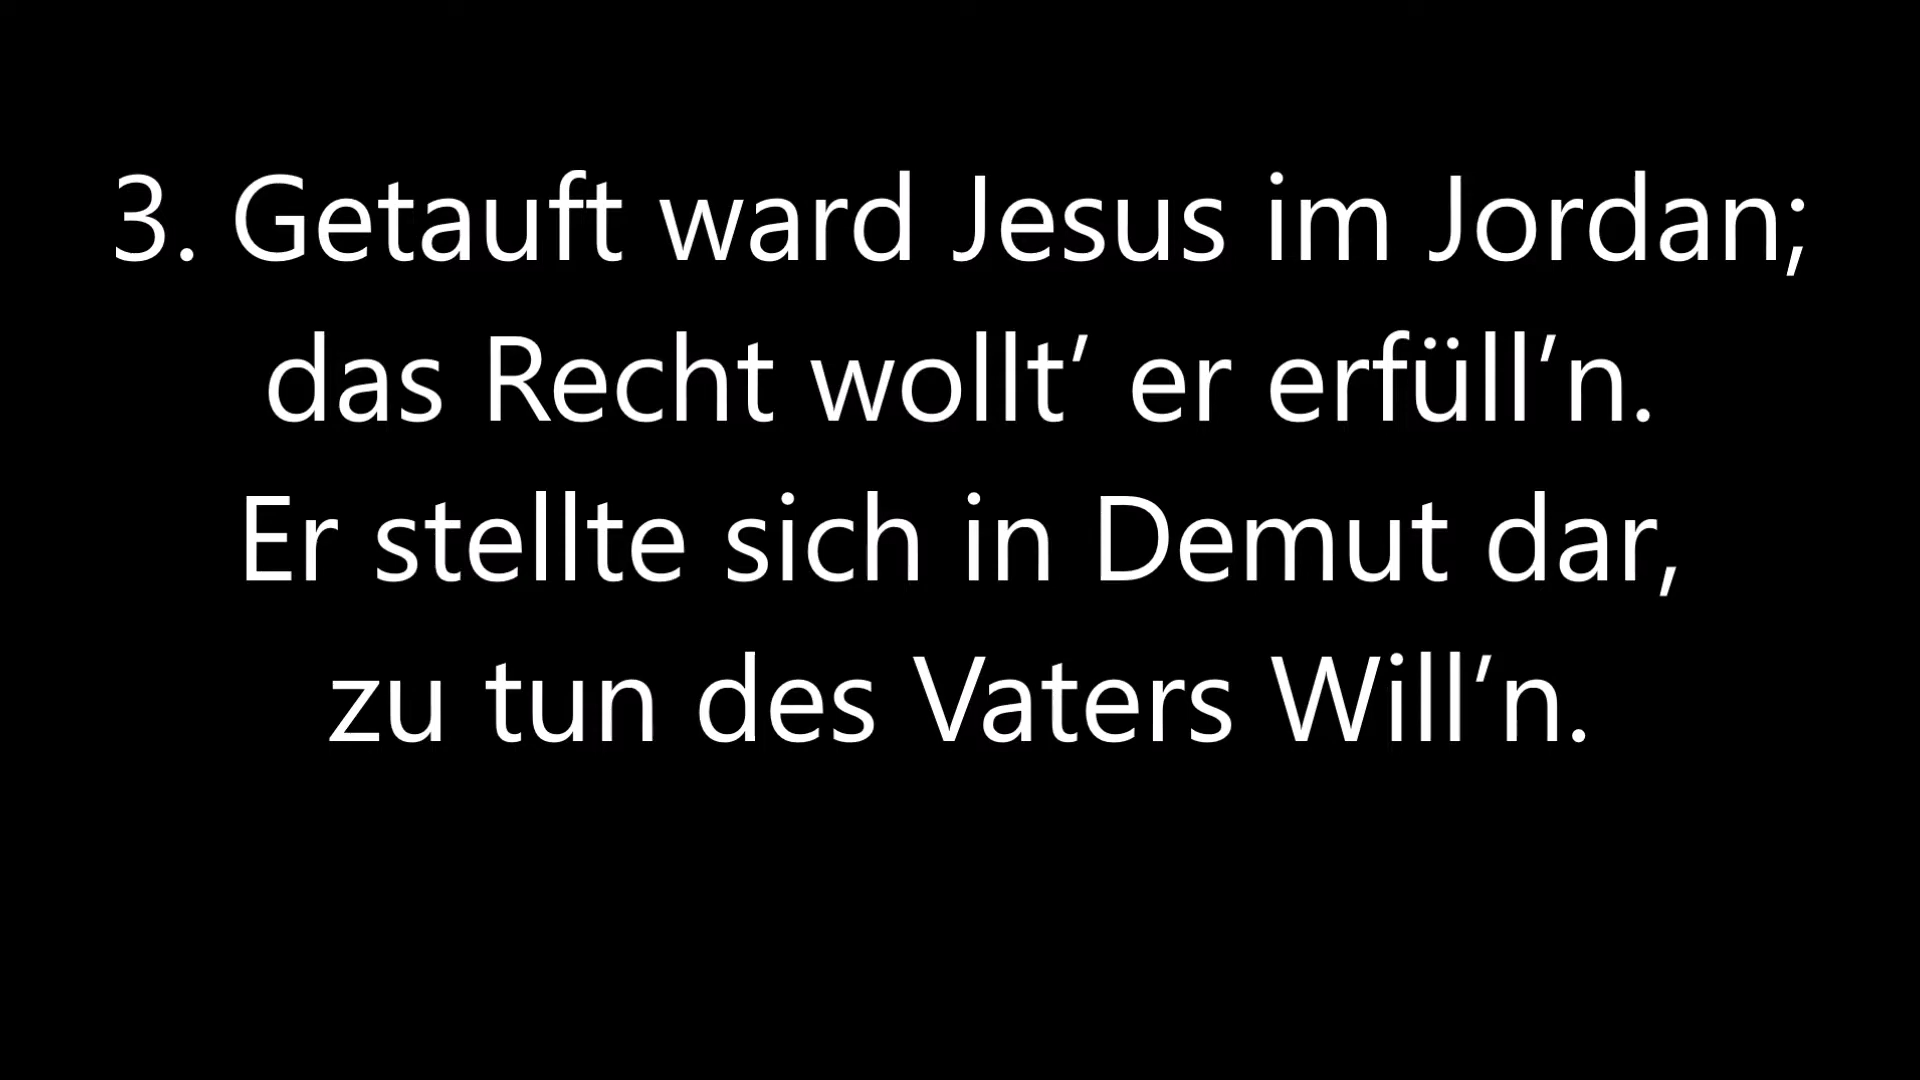 3. Getauft ward Jesus im Jordan;
das Recht wollt’ er erfüll’n.
Er stellte sich in Demut dar,
zu tun des Vaters Will’n.